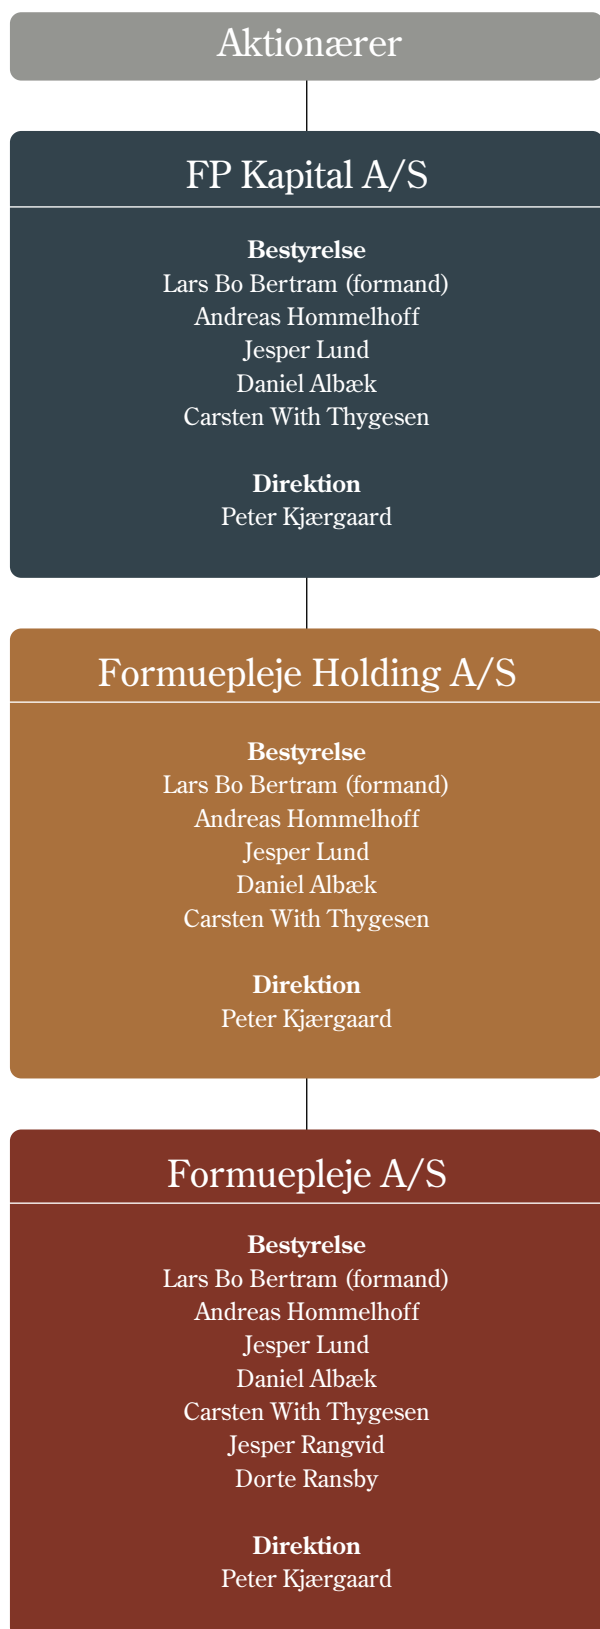 Aktionærer
FP Kapital A/S
Bestyrelse
Lars Bo Bertram (formand)
Andreas Hommelhoff
Jesper Lund
Daniel Albæk
Carsten With Thygesen
Direktion
Peter Kjærgaard
Formuepleje Holding A/S
Bestyrelse
Lars Bo Bertram (formand)
Andreas Hommelhoff
Jesper Lund
Daniel Albæk
Carsten With Thygesen
Direktion
Peter Kjærgaard
Formuepleje A/S
Bestyrelse
Lars Bo Bertram (formand)
Andreas Hommelhoff
Jesper Lund
Daniel Albæk
Carsten With Thygesen
Jesper Rangvid
Dorte Ransby
Direktion
Peter Kjærgaard